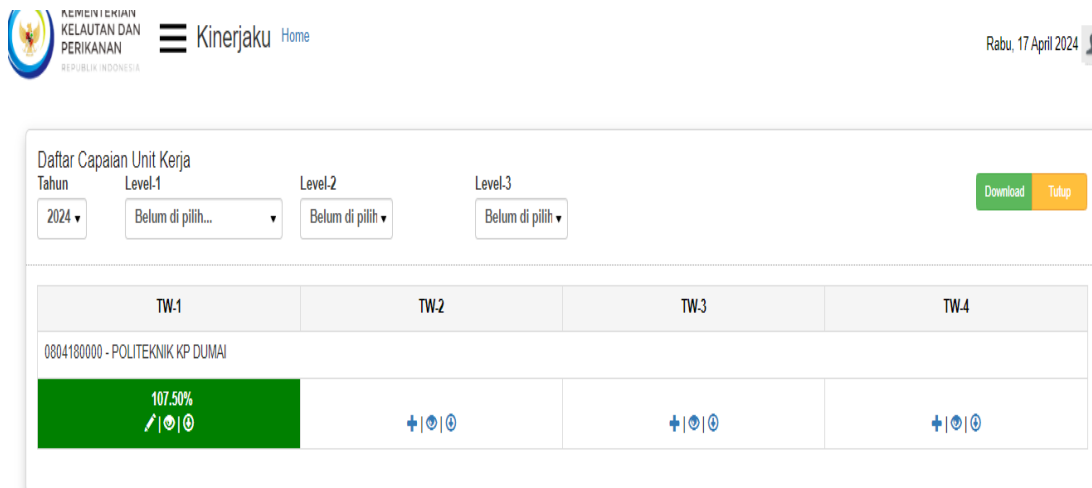 KEMENTERIAN
KELAUTAN DAN
PERIKANAN
REPUBLIK INDONESIA
Kinerjaku Home
Rabu, 17 April 2024
Daftar Capaian Unit Kerja
Tahun Level-1 Level-2 Level-3
2024 Belum di pilih... Belum di pilih Belum di pilih
Download Tutup
TW-1 TW-2 TW-3 TW-4
0804180000 - POLITEKNIK KP DUMAI
107.50%